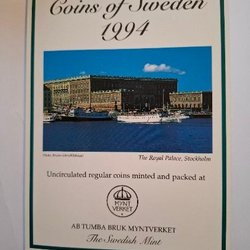 Coins of Sweden
1994
The Royal Palace, Stockholm
Uncirculated regular coins minted and packed at
MYNT
VERKET
AB TUMBA BRUK MYNTVERKET
The Swedish Mint